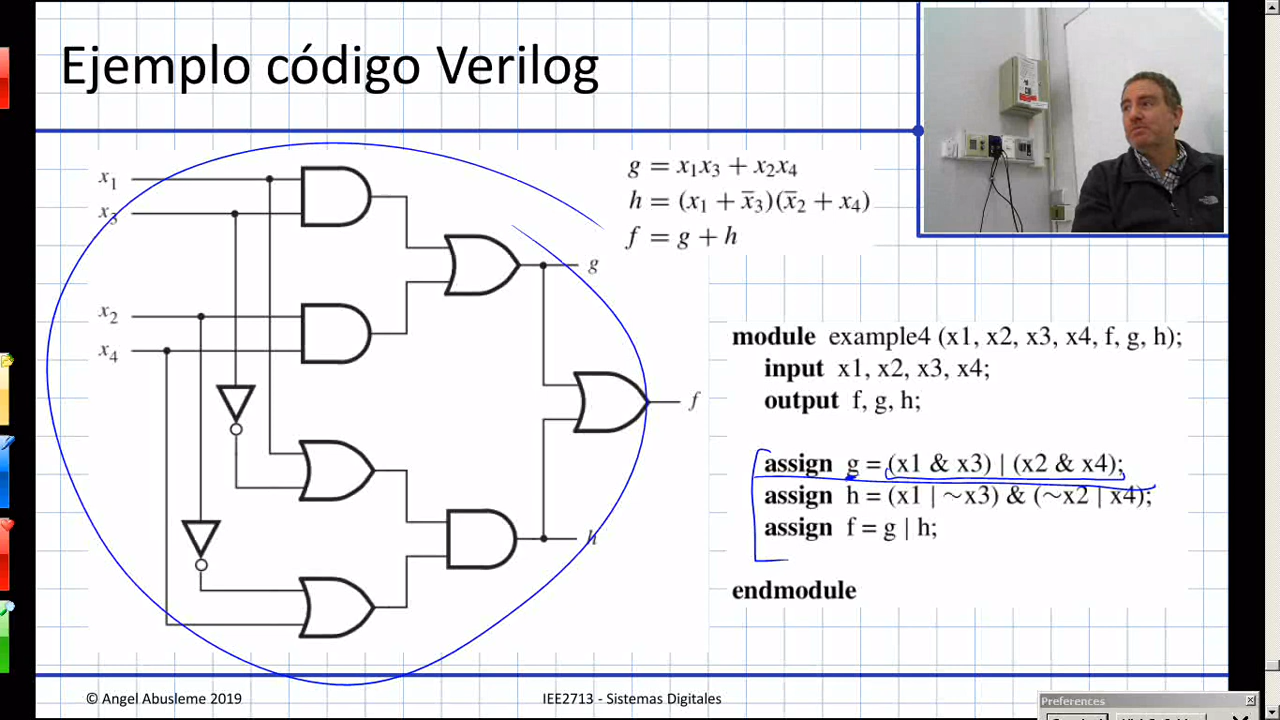 Ejemplo código Verilog
x₁
x₃
x₂
x₄
g
f
h
g = x₁x₃ + x₂x₄
h = (x₁ + x̄₃)(x̄₂ + x₄)
f = g + h
module example4 (x1, x2, x3, x4, f, g, h);
input x1, x2, x3, x4;
output f, g, h;
assign g = (x1 & x3) | (x2 & x4);
assign h = (x1 | ~x3) & (~x2 | x4);
assign f = g | h;
endmodule
© Angel Abusleme 2019
IEE2713 - Sistemas Digitales
Preferences